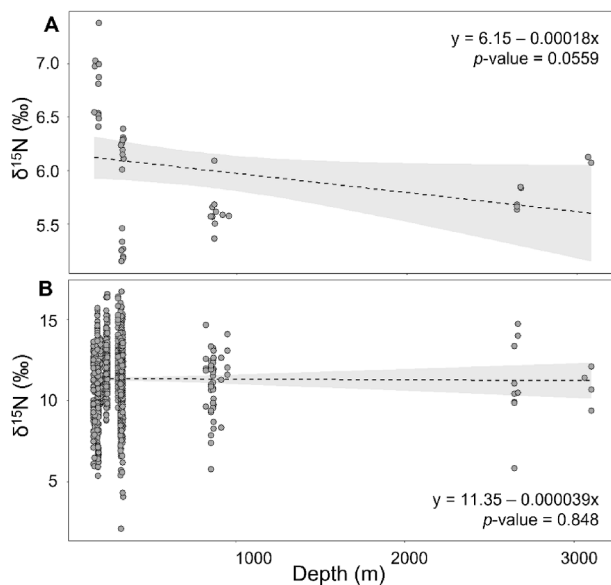 A
y = 6.15 – 0.00018x
p-value = 0.0559
7.0
6.5
6.0
5.5
δ¹⁵N (‰)
B
15
10
5
δ¹⁵N (‰)
y = 11.35 – 0.000039x
p-value = 0.848
1000
2000
3000
Depth (m)